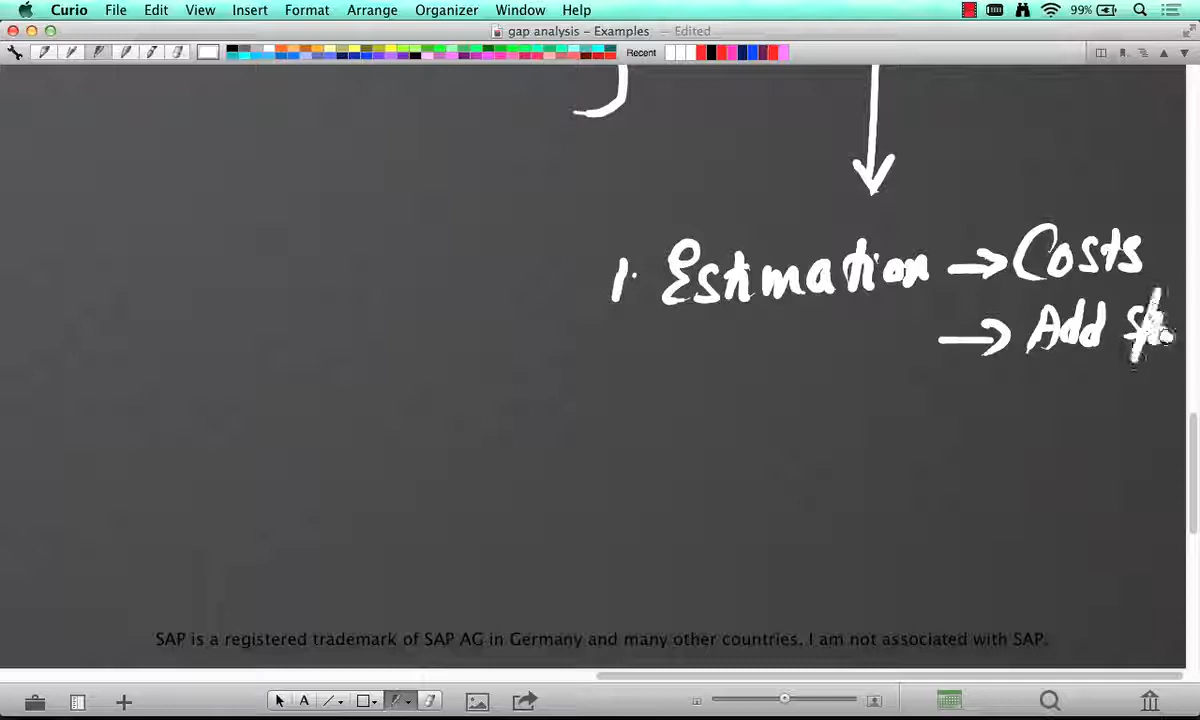 Curio File Edit View Insert Format Arrange Organizer Window Help 99%
gap analysis – Examples — Edited
Recent
1. Estimation → Costs
→ Add
SAP is a registered trademark of SAP AG in Germany and many other countries. I am not associated with SAP.
A